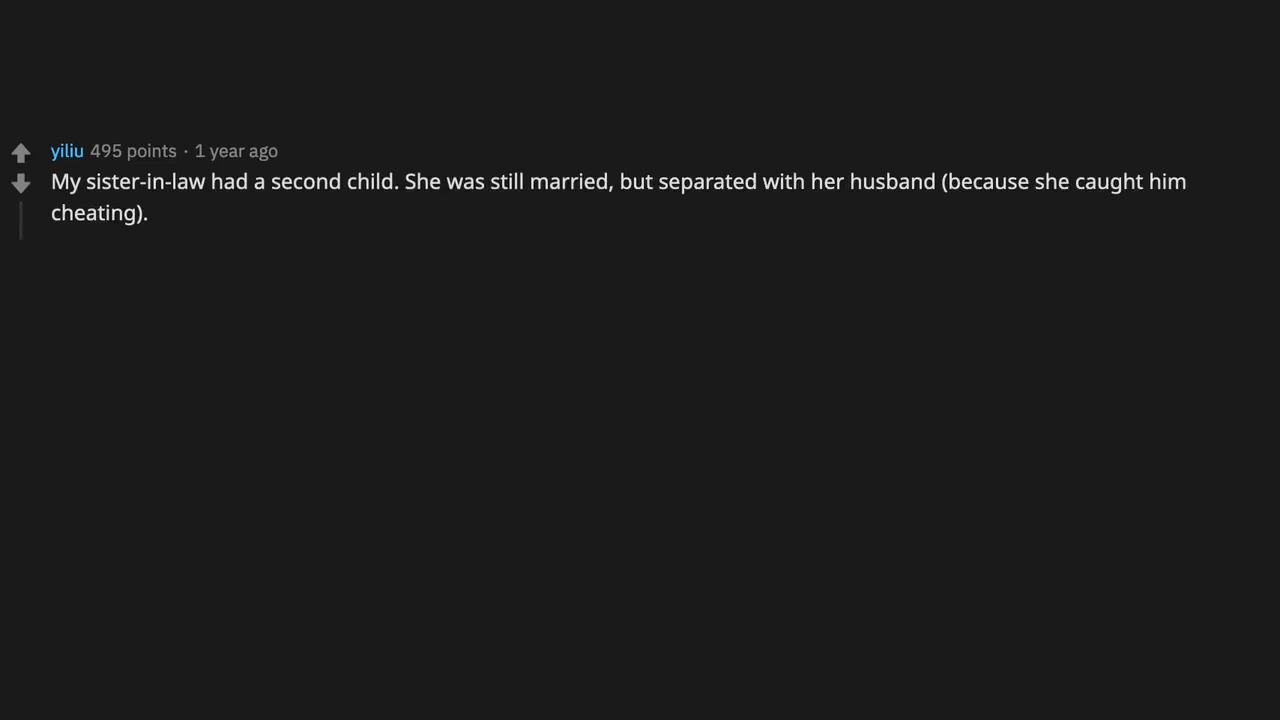 yiliu 495 points · 1 year ago
My sister-in-law had a second child. She was still married, but separated with her husband (because she caught him
cheating).